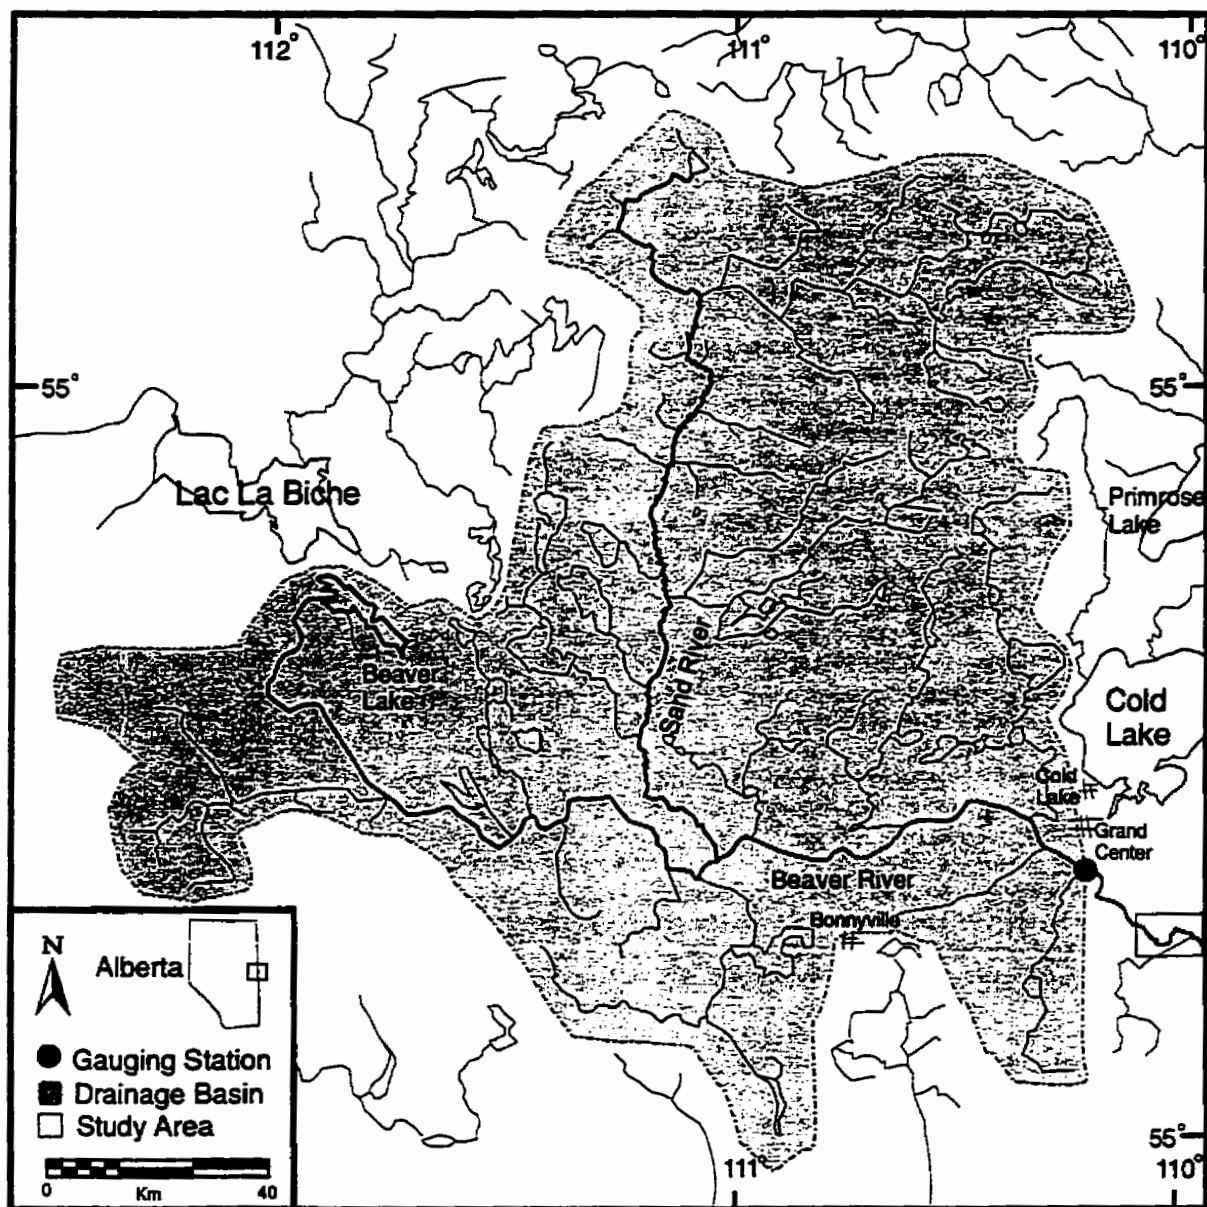 112°
111°
110°
55°
55°
Lac La Biche
Primrose
Lake
Beaver
Lake
Sand River
Cold
Lake
Cold
Lake
Grand
Center
Beaver River
Bonnyville
N
Alberta
Gauging Station
Drainage Basin
Study Area
0
Km
40
55°
111°
110°